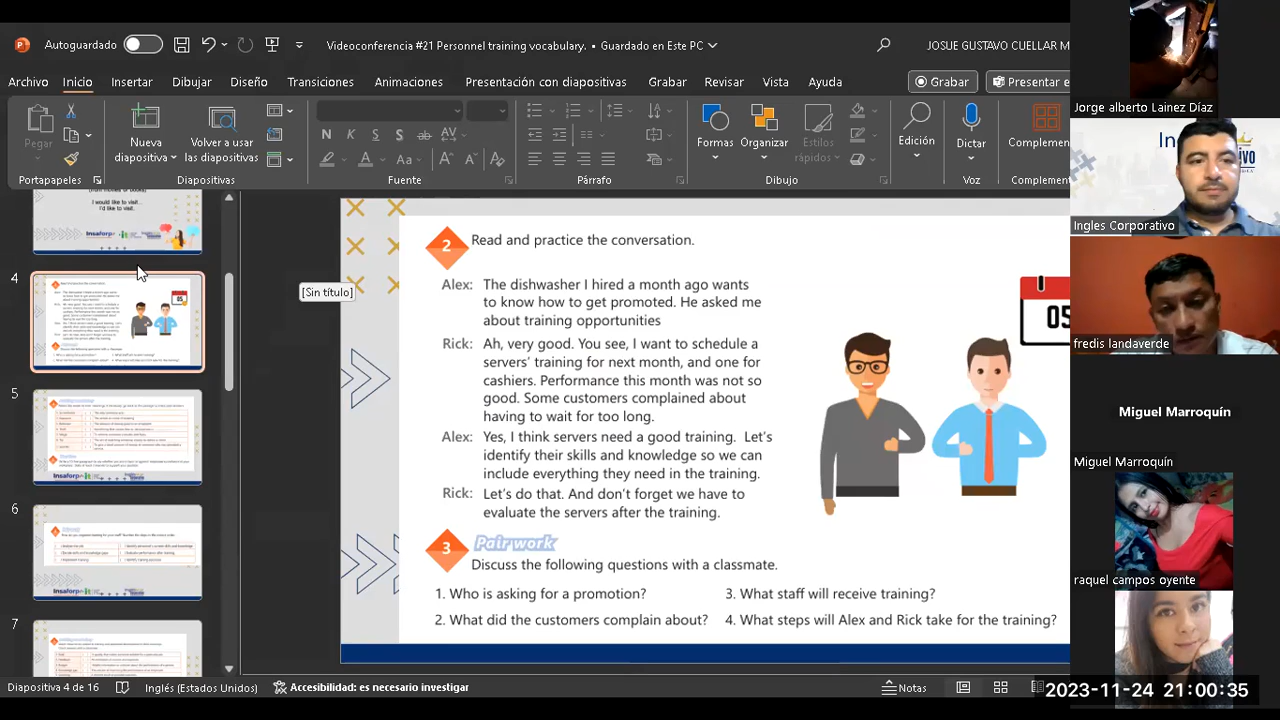 Autoguardado
Videoconferencia #21 Personnel training vocabulary. • Guardado en Este PC
JOSUE GUSTAVO CUELLAR M
Archivo Inicio Insertar Dibujar Diseño Transiciones Animaciones Presentación con diapositivas Grabar Revisar Vista Ayuda
Grabar
Presentar e
Pegar
Nueva diapositiva
Volver a usar las diapositivas
Formas
Organizar
Estilos rápidos
Edición
Dictar
Complemen
Portapapeles
Diapositivas
Fuente
Párrafo
Dibujo
Voz
Complemen
I would like to visit...
I'd like to visit.
4
5
6
7
[Sin título]
2 Read and practice the conversation.
Alex: The dishwasher I hired a month ago wants
to know how to get promoted. He asked me
about training opportunities
Rick: Ah, very good. You see, I want to schedule a
servers' training for next month, and one for
cashiers. Performance this month was not so
good. Some customers complained about
having to wait for too long.
Alex: Yes, I think servers need a good training. Let's
identify their skills and knowledge so we can
include everything they need in the training.
Rick: Let's do that. And don't forget we have to
evaluate the servers after the training.
05
3 Pairwork
Discuss the following questions with a classmate.
1. Who is asking for a promotion? 3. What staff will receive training?
2. What did the customers complain about? 4. What steps will Alex and Rick take for the training?
Diapositiva 4 de 16
Inglés (Estados Unidos)
Accesibilidad: es necesario investigar
Notas
Jorge alberto Lainez Díaz
Ingles Corporativo
fredis landaverde
Miguel Marroquín
Miguel Marroquín
raquel campos oyente
2023-11-24 21:00:35